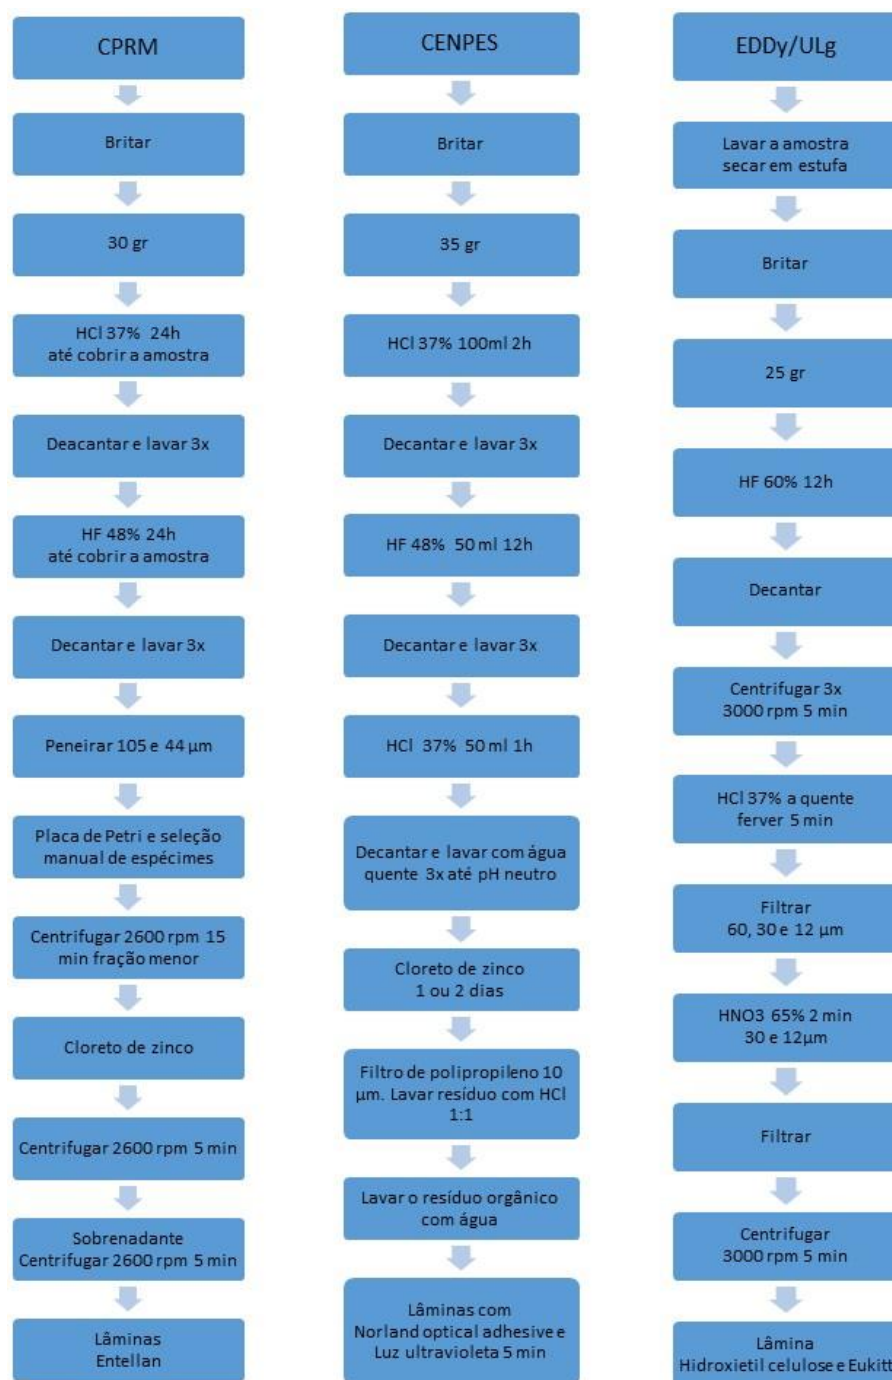 CPRM
Britar
30 gr
HCl 37% 24h
até cobrir a amostra
Deacantar e lavar 3x
HF 48% 24h
até cobrir a amostra
Decantar e lavar 3x
Peneirar 105 e 44 µm
Placa de Petri e seleção
manual de espécimes
Centrifugar 2600 rpm 15
min fração menor
Cloreto de zinco
Centrifugar 2600 rpm 5 min
Sobrenadante
Centrifugar 2600 rpm 5 min
Lâminas
Entellan
CENPES
Britar
35 gr
HCl 37% 100ml 2h
Decantar e lavar 3x
HF 48% 50 ml 12h
Decantar e lavar 3x
HCl 37% 50 ml 1h
Decantar e lavar com água
quente 3x até pH neutro
Cloreto de zinco
1 ou 2 dias
Filtro de polipropileno 10
µm. Lavar resíduo com HCl
1:1
Lavar o resíduo orgânico
com água
Lâminas com
Norland optical adhesive e
Luz ultravioleta 5 min
EDDy/ULg
Lavar a amostra
secar em estufa
Britar
25 gr
HF 60% 12h
Decantar
Centrifugar 3x
3000 rpm 5 min
HCl 37% a quente
ferver 5 min
Filtrar
60, 30 e 12 µm
HNO3 65% 2 min
30 e 12µm
Filtrar
Centrifugar
3000 rpm 5 min
Lâmina
Hidroxietil celulose e Eukitt